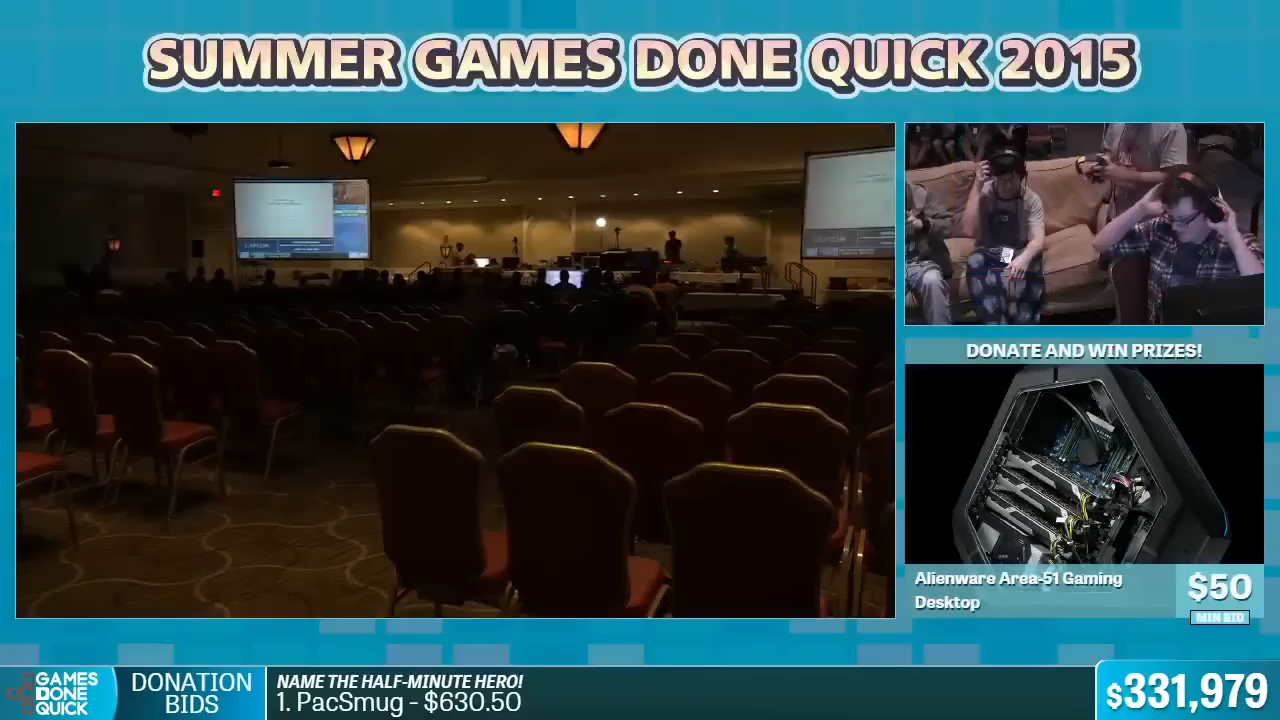 SUMMER GAMES DONE QUICK 2015
CAPCOM
DONATE AND WIN PRIZES!
Alienware Area-51 Gaming
Desktop
$50
MIN BID
GAMES
DONE
QUICK
DONATION
BIDS
NAME THE HALF-MINUTE HERO!
1. PacSmug - $630.50
$331,979